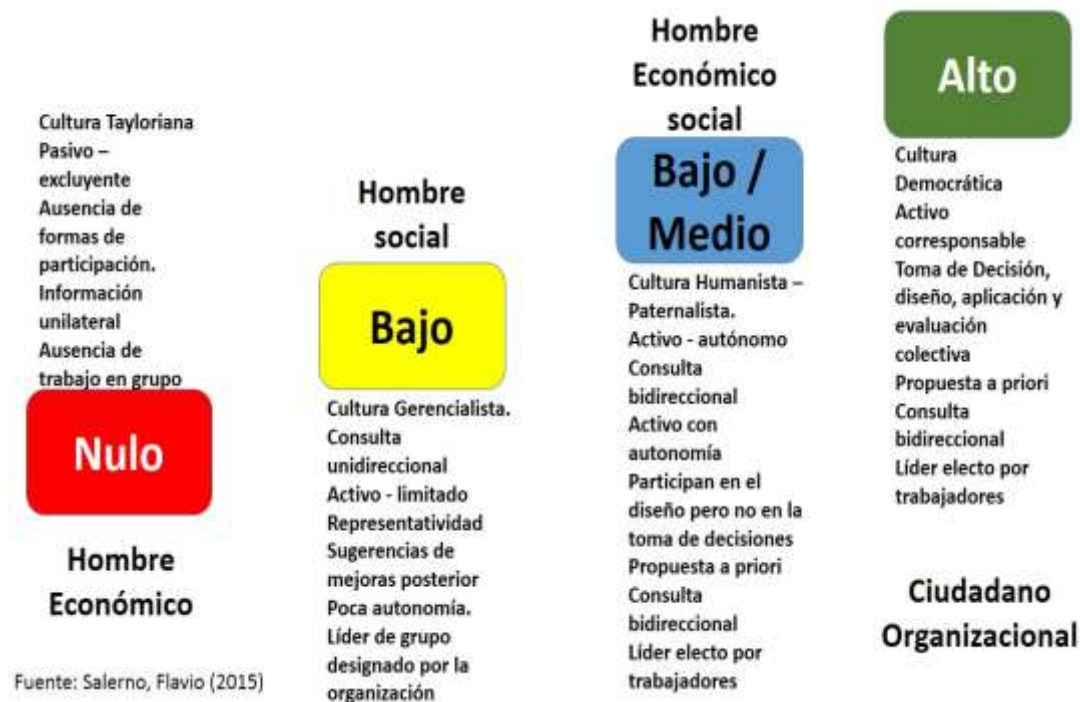 Cultura Tayloriana
Pasivo –
excluyente
Ausencia de
formas de
participación.
Información
unilateral
Ausencia de
trabajo en grupo
Nulo
Hombre
Económico
Fuente: Salerno, Flavio (2015)
Hombre
social
Bajo
Cultura Gerencialista.
Consulta
unidireccional
Activo - limitado
Representatividad
Sugerencias de
mejoras posterior
Poca autonomía.
Líder de grupo
designado por la
organización
Hombre
Económico
social
Bajo /
Medio
Cultura Humanista –
Paternalista.
Activo - autónomo
Consulta
bidireccional
Activo con
autonomía
Participan en el
diseño pero no en la
toma de decisiones
Propuesta a priori
Consulta
bidireccional
Líder electo por
trabajadores
Alto
Cultura
Democrática
Activo
corresponsable
Toma de Decisión,
diseño, aplicación y
evaluación
colectiva
Propuesta a priori
Consulta
bidireccional
Líder electo por
trabajadores
Ciudadano
Organizacional